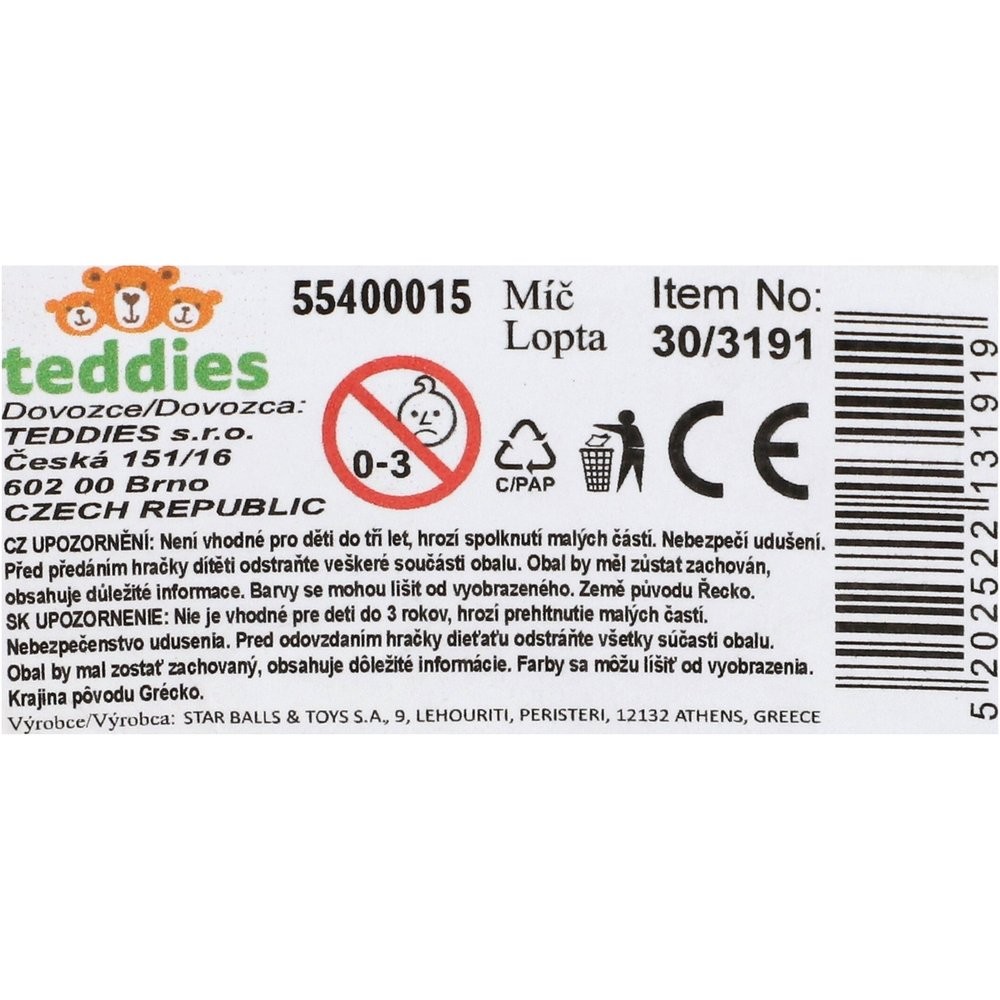 teddies
55400015
Míč
Lopta
Item No:
30/3191
Dovozce/Dovozca:
TEDDIES s.r.o.
Česká 151/16
602 00 Brno
CZECH REPUBLIC
0-3
C/PAP
CE
CZ UPOZORNĚNÍ: Není vhodné pro děti do tří let, hrozí spolknutí malých částí. Nebezpečí udušení.
Před předáním hračky dítěti odstraňte veškeré součásti obalu. Obal by měl zůstat zachován,
obsahuje důležité informace. Barvy se mohou lišit od vyobrazeného. Země původu Řecko.
SK UPOZORNENIE: Nie je vhodné pre deti do 3 rokov, hrozí prehltnutie malých častí.
Nebezpečenstvo udusenia. Pred odovzdaním hračky dieťaťu odstráňte všetky súčasti obalu.
Obal by mal zostať zachovaný, obsahuje dôležité informácie. Farby sa môžu líšiť od vyobrazenia.
Krajina pôvodu Grécko.
Výrobce/Výrobca: STAR BALLS & TOYS S.A., 9, LEHOURITI, PERISTERI, 12132 ATHENS, GREECE
5 202522 131919